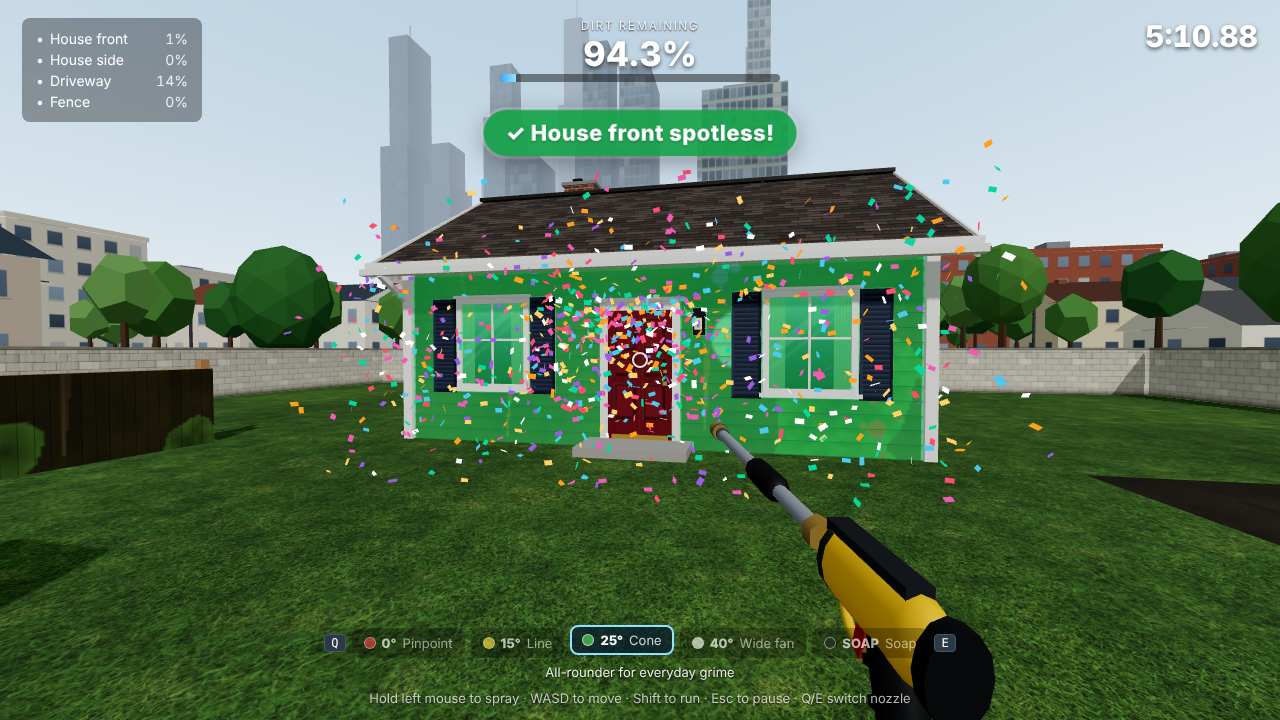 • House front 1%
• House side 0%
• Driveway 14%
• Fence 0%
DIRT REMAINING
94.3%
5:10.88
✓ House front spotless!
Q 0° Pinpoint 15° Line 25° Cone 40° Wide fan SOAP Soap E
All-rounder for everyday grime
Hold left mouse to spray · WASD to move · Shift to run · Esc to pause · Q/E switch nozzle